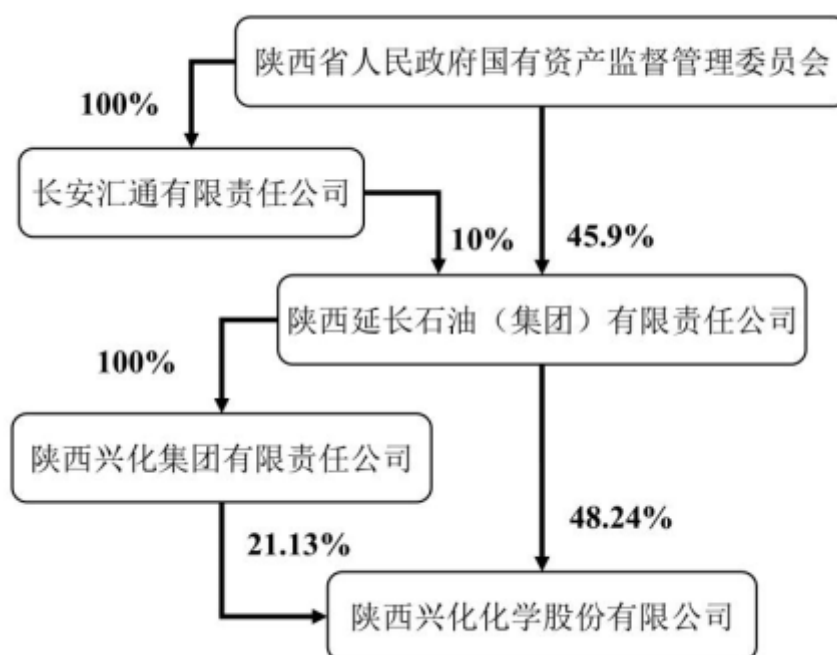 陕西省人民政府国有资产监督管理委员会
100%
长安汇通有限责任公司
10%
45.9%
陕西延长石油（集团）有限责任公司
100%
陕西兴化集团有限责任公司
48.24%
21.13%
陕西兴化化学股份有限公司